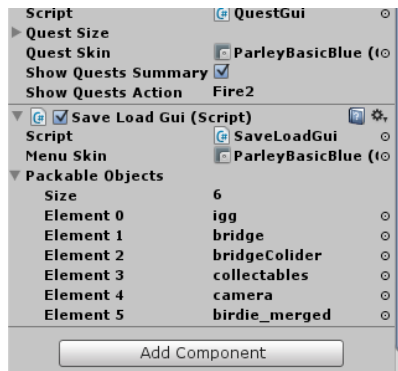 Script QuestGui
Quest Size
Quest Skin ParleyBasicBlue (
Show Quests Summary
Show Quests Action Fire2
Save Load Gui (Script)
Script SaveLoadGui
Menu Skin ParleyBasicBlue (
Packable Objects
Size 6
Element 0 igg
Element 1 bridge
Element 2 bridgeColider
Element 3 collectables
Element 4 camera
Element 5 birdie_merged
Add Component